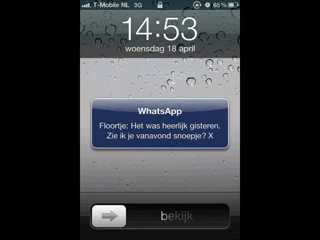 T-Mobile NL 3G 65 %
14:53
woensdag 18 april
WhatsApp
Floortje: Het was heerlijk gisteren.
Zie ik je vanavond snoepje? X
bekijk